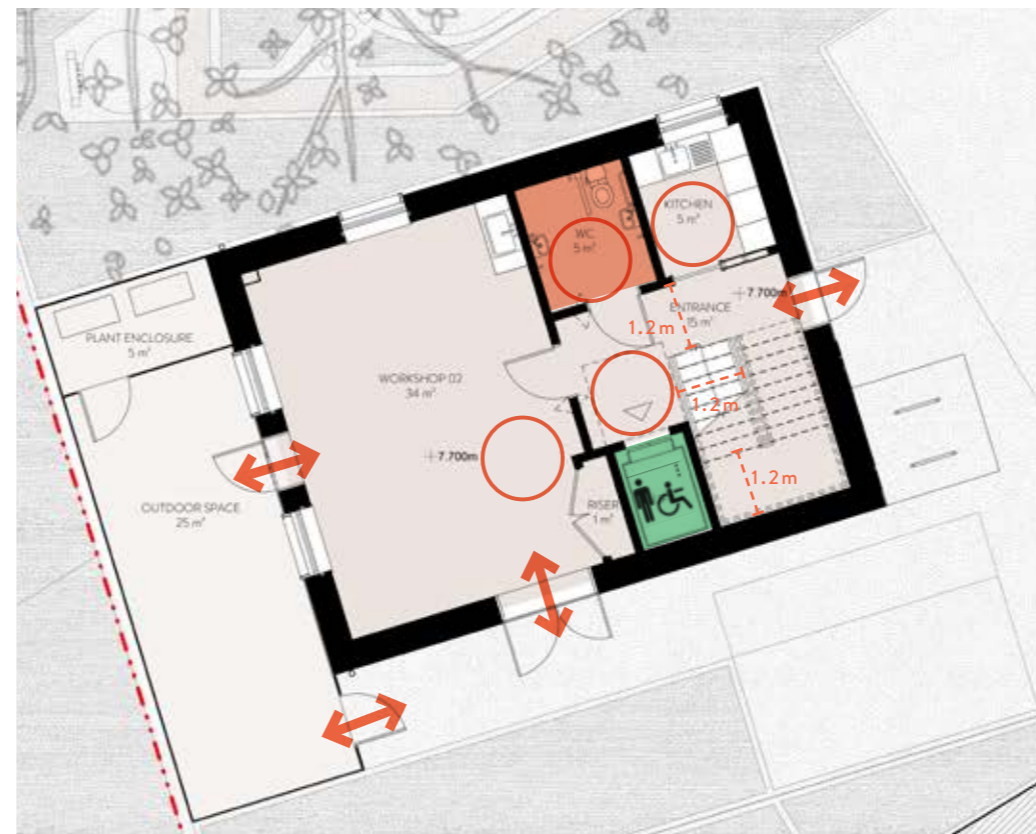 WC
5 m²
KITCHEN
5 m²
+7.700m
ENTRANCE
15 m²
1.2m
PLANT ENCLOSURE
5 m²
WORKSHOP 02
34 m²
1.2m
+7.700m
1.2m
OUTDOOR SPACE
25 m²
RISER
1 m²